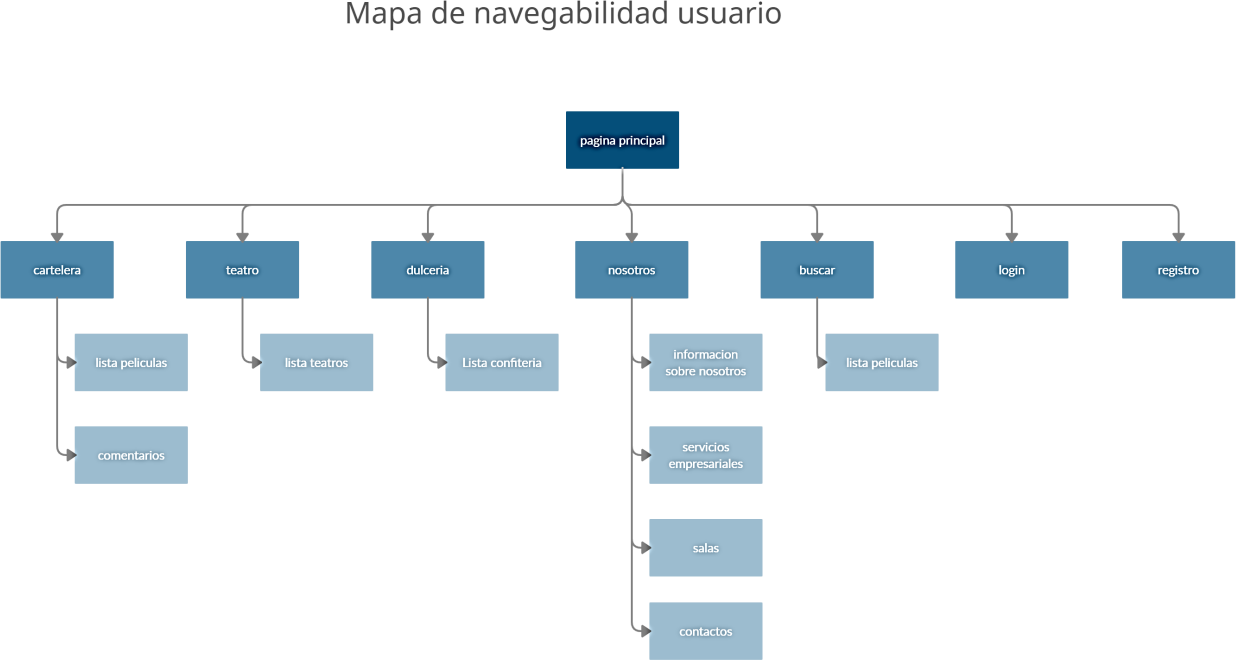 Mapa de navegabilidad usuario
pagina principal
cartelera
teatro
dulceria
nosotros
buscar
login
registro
lista peliculas
lista teatros
Lista confiteria
informacion
sobre nosotros
lista peliculas
comentarios
servicios
empresariales
salas
contactos